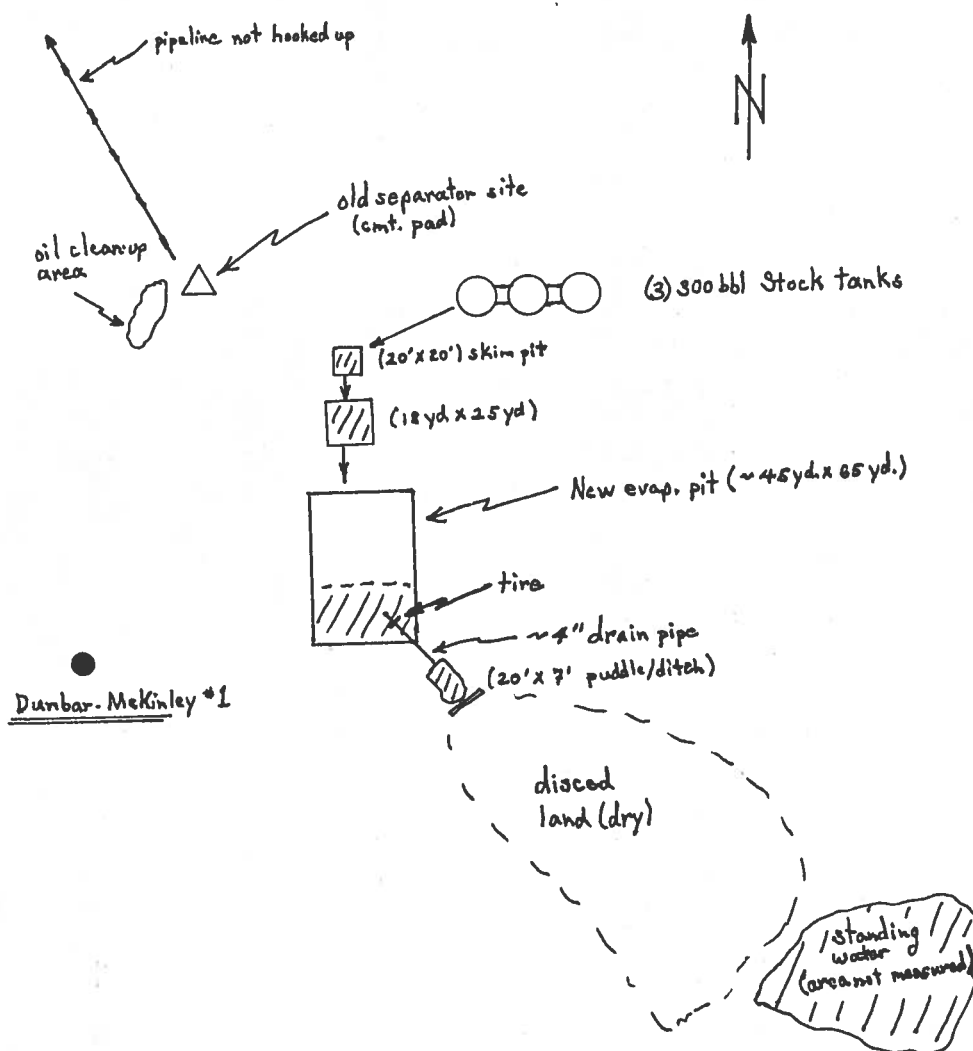 pipeline not hooked up
N
old separator site
(cmt. pad)
oil clean-up
area
(3) 300 bbl Stock tanks
(20' x 20') skim pit
(18 yd. x 25 yd)
New evap. pit (~45 yd. x 65 yd.)
tire
~4" drain pipe
(20' x 7' puddle/ditch)
Dunbar-McKinley #1
disced
land (dry)
standing
water
(area not measured)